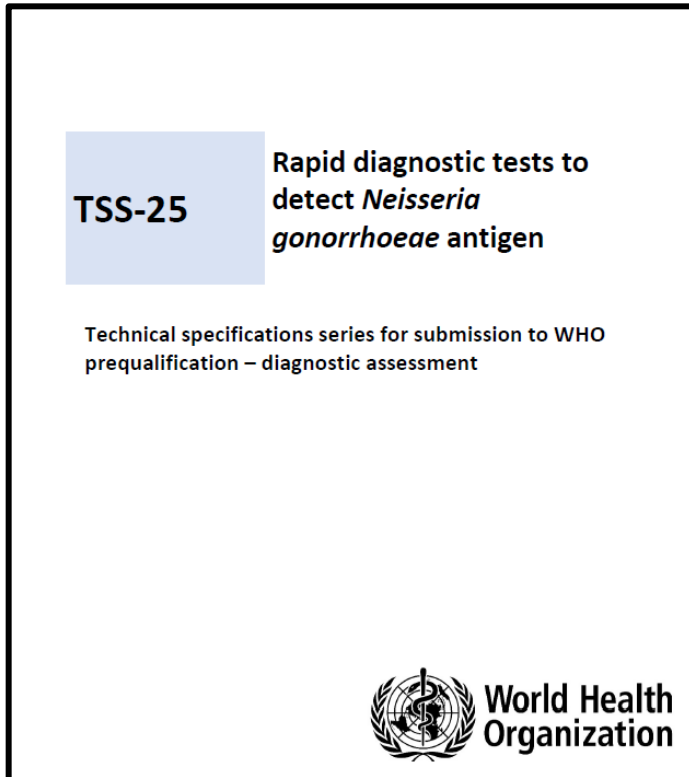 TSS-25
Rapid diagnostic tests to
detect Neisseria
gonorrhoeae antigen
Technical specifications series for submission to WHO
prequalification – diagnostic assessment
World Health
Organization